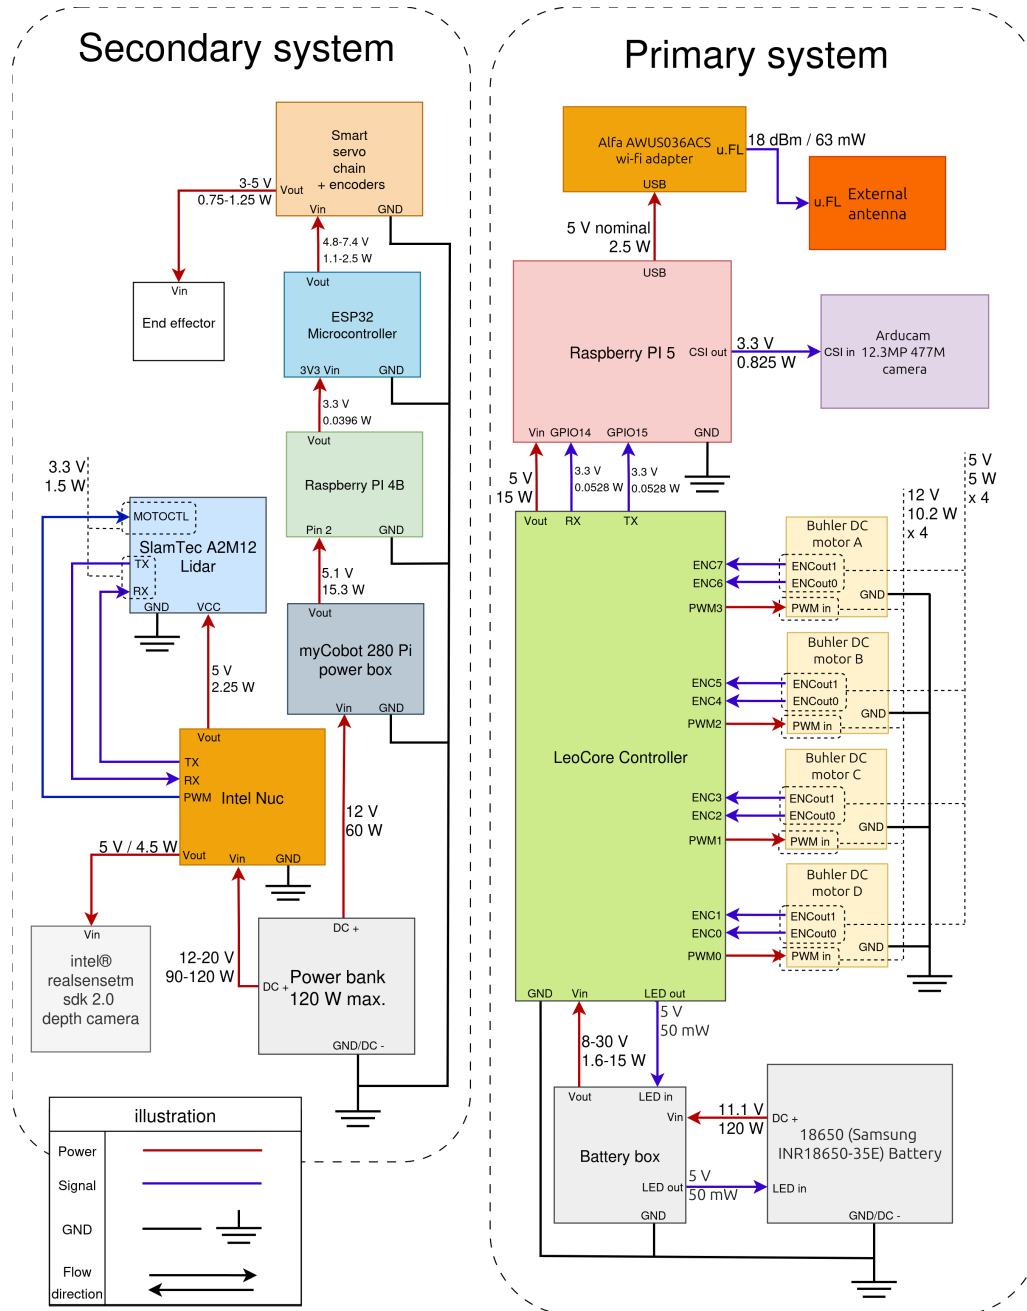 Secondary system
Smart
servo
chain
+ encoders
Vout
Vin
GND
3-5 V
0.75-1.25 W
4.8-7.4 V
1.1-2.5 W
Vin
End effector
Vout
ESP32
Microcontroller
3V3 Vin
GND
3.3 V
0.0396 W
Vout
Raspberry PI 4B
Pin 2
GND
3.3 V
1.5 W
MOTOCTL
SlamTec A2M12
Lidar
TX
RX
GND
VCC
5.1 V
15.3 W
Vout
myCobot 280 Pi
power box
Vin
GND
5 V
2.25 W
Vout
TX
RX
PWM
Intel Nuc
Vout
Vin
GND
5 V / 4.5 W
12 V
60 W
Vin
intel®
realsensetm
sdk 2.0
depth camera
12-20 V
90-120 W
DC +
DC +
Power bank
120 W max.
GND/DC -
illustration
Power
Signal
GND
Flow
direction
Primary system
Alfa AWUS036ACS
wi-fi adapter
u.FL
USB
18 dBm / 63 mW
u.FL
External
antenna
5 V nominal
2.5 W
USB
Raspberry PI 5
CSI out
3.3 V
0.825 W
CSI in
Arducam
12.3MP 477M
camera
Vin
GPIO14
GPIO15
GND
5 V
15 W
3.3 V
0.0528 W
3.3 V
0.0528 W
5 V
5 W
x 4
12 V
10.2 W
x 4
Vout
RX
TX
LeoCore Controller
ENC7
ENC6
PWM3
ENC5
ENC4
PWM2
ENC3
ENC2
PWM1
ENC1
ENC0
PWM0
Buhler DC
motor A
ENCout1
ENCout0
GND
PWM in
Buhler DC
motor B
ENCout1
ENCout0
GND
PWM in
Buhler DC
motor C
ENCout1
ENCout0
GND
PWM in
Buhler DC
motor D
ENCout1
ENCout0
GND
PWM in
GND
Vin
LED out
8-30 V
1.6-15 W
5 V
50 mW
Vout
LED in
Vin
Battery box
LED out
GND
11.1 V
120 W
5 V
50 mW
DC +
18650 (Samsung
INR18650-35E) Battery
LED in
GND/DC -